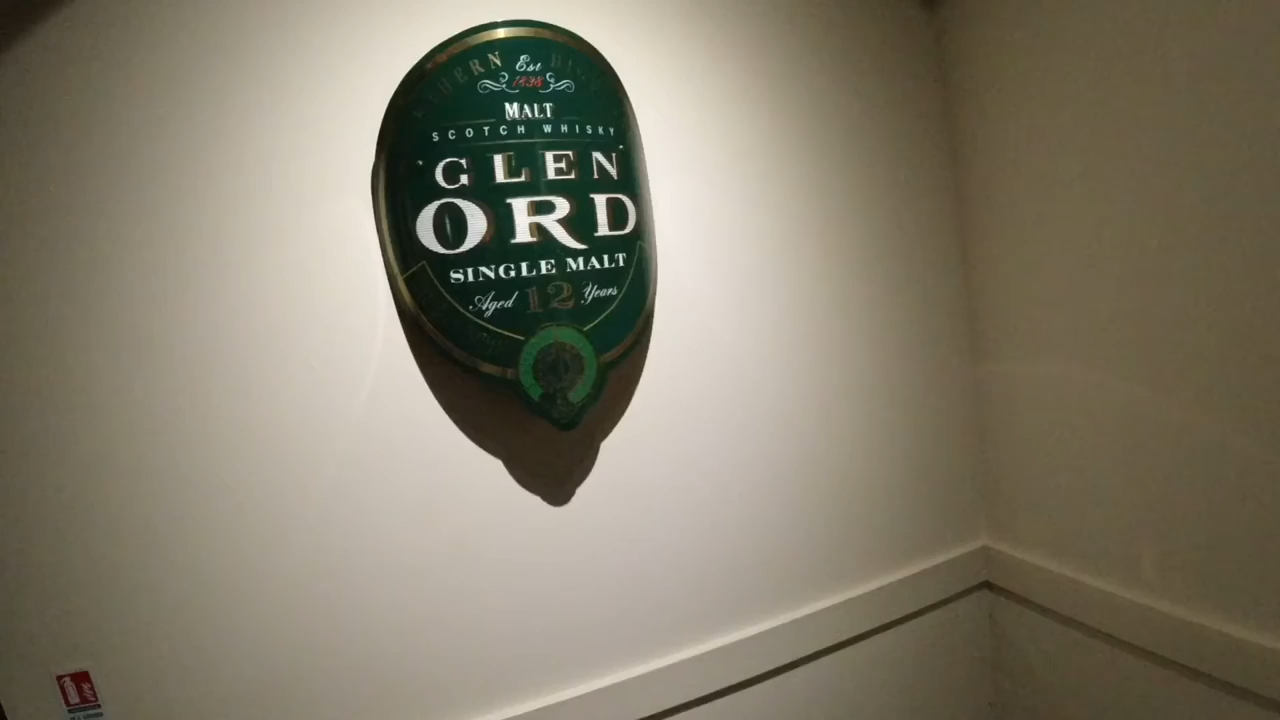 Est
1838
MALT
SCOTCH WHISKY
GLEN
ORD
SINGLE MALT
Aged 12 Years